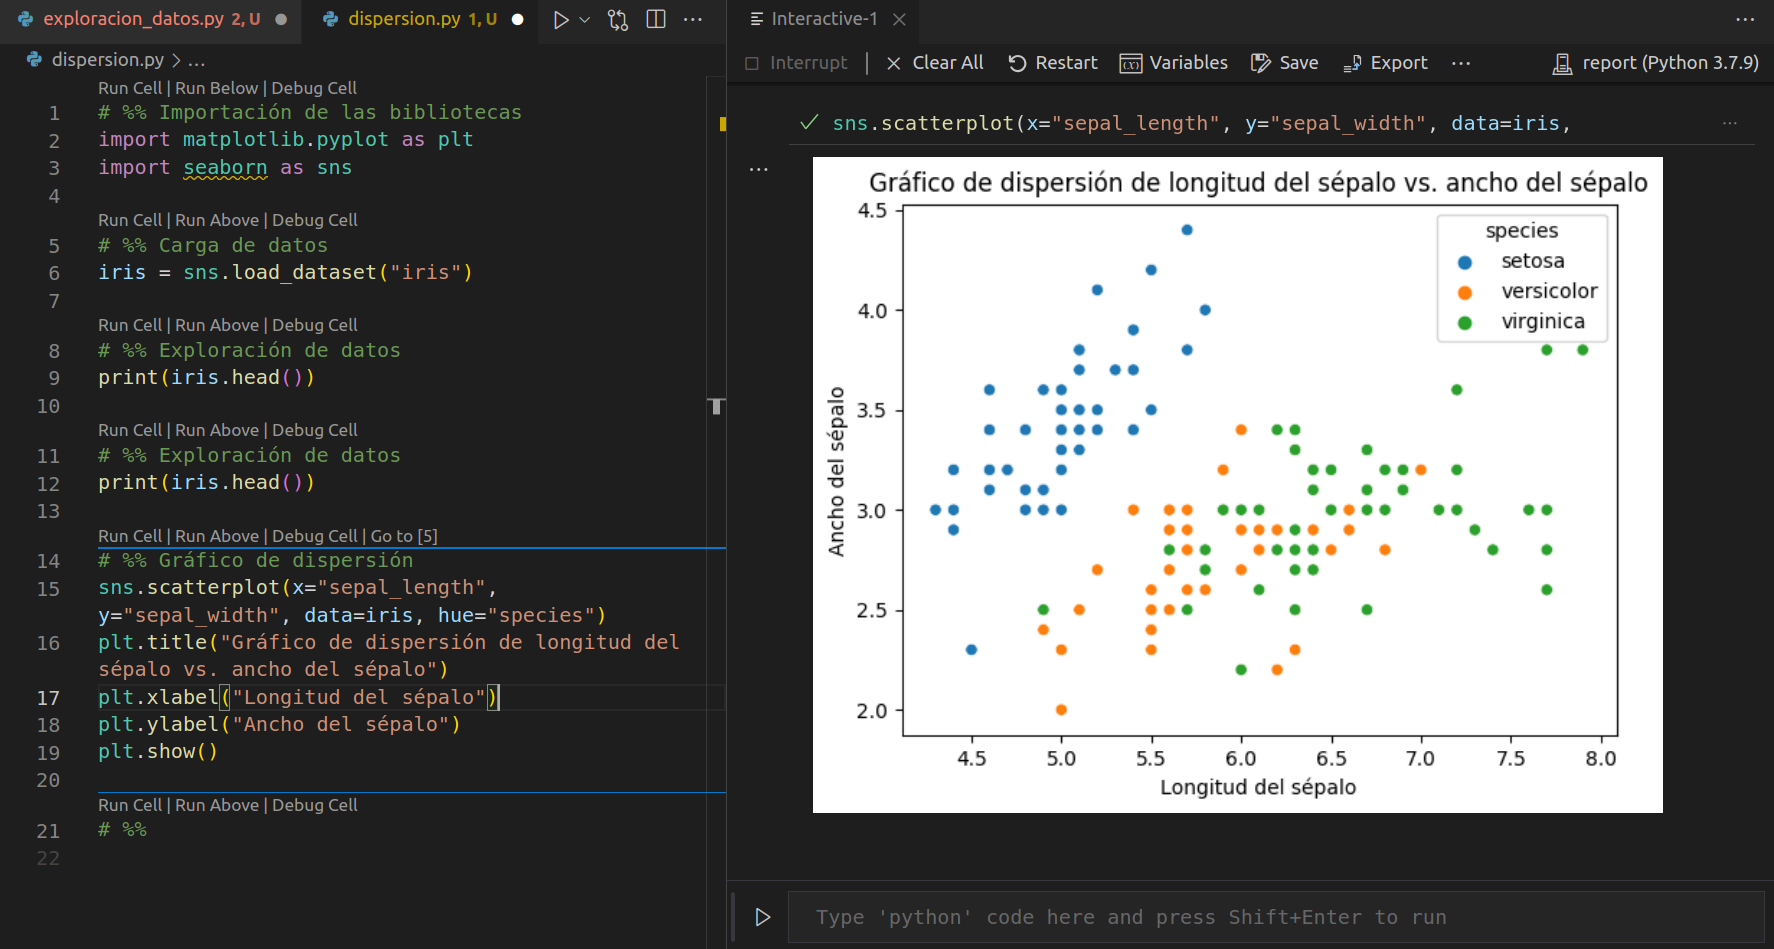 exploracion_datos.py 2, U
dispersion.py 1, U
dispersion.py > ...
Run Cell | Run Below | Debug Cell
1 # %% Importación de las bibliotecas
2 import matplotlib.pyplot as plt
3 import seaborn as sns
4
Run Cell | Run Above | Debug Cell
5 # %% Carga de datos
6 iris = sns.load_dataset("iris")
7
Run Cell | Run Above | Debug Cell
8 # %% Exploración de datos
9 print(iris.head())
10
Run Cell | Run Above | Debug Cell
11 # %% Exploración de datos
12 print(iris.head())
13
Run Cell | Run Above | Debug Cell | Go to [5]
14 # %% Gráfico de dispersión
15 sns.scatterplot(x="sepal_length",
y="sepal_width", data=iris, hue="species")
16 plt.title("Gráfico de dispersión de longitud del
sépalo vs. ancho del sépalo")
17 plt.xlabel("Longitud del sépalo")
18 plt.ylabel("Ancho del sépalo")
19 plt.show()
20
Run Cell | Run Above | Debug Cell
21 # %%
22
Interactive-1
Interrupt | Clear All Restart Variables Save Export ... report (Python 3.7.9)
sns.scatterplot(x="sepal_length", y="sepal_width", data=iris, ...
Gráfico de dispersión de longitud del sépalo vs. ancho del sépalo
species
setosa
versicolor
virginica
Ancho del sépalo
4.5
4.0
3.5
3.0
2.5
2.0
4.5 5.0 5.5 6.0 6.5 7.0 7.5 8.0
Longitud del sépalo
Type 'python' code here and press Shift+Enter to run